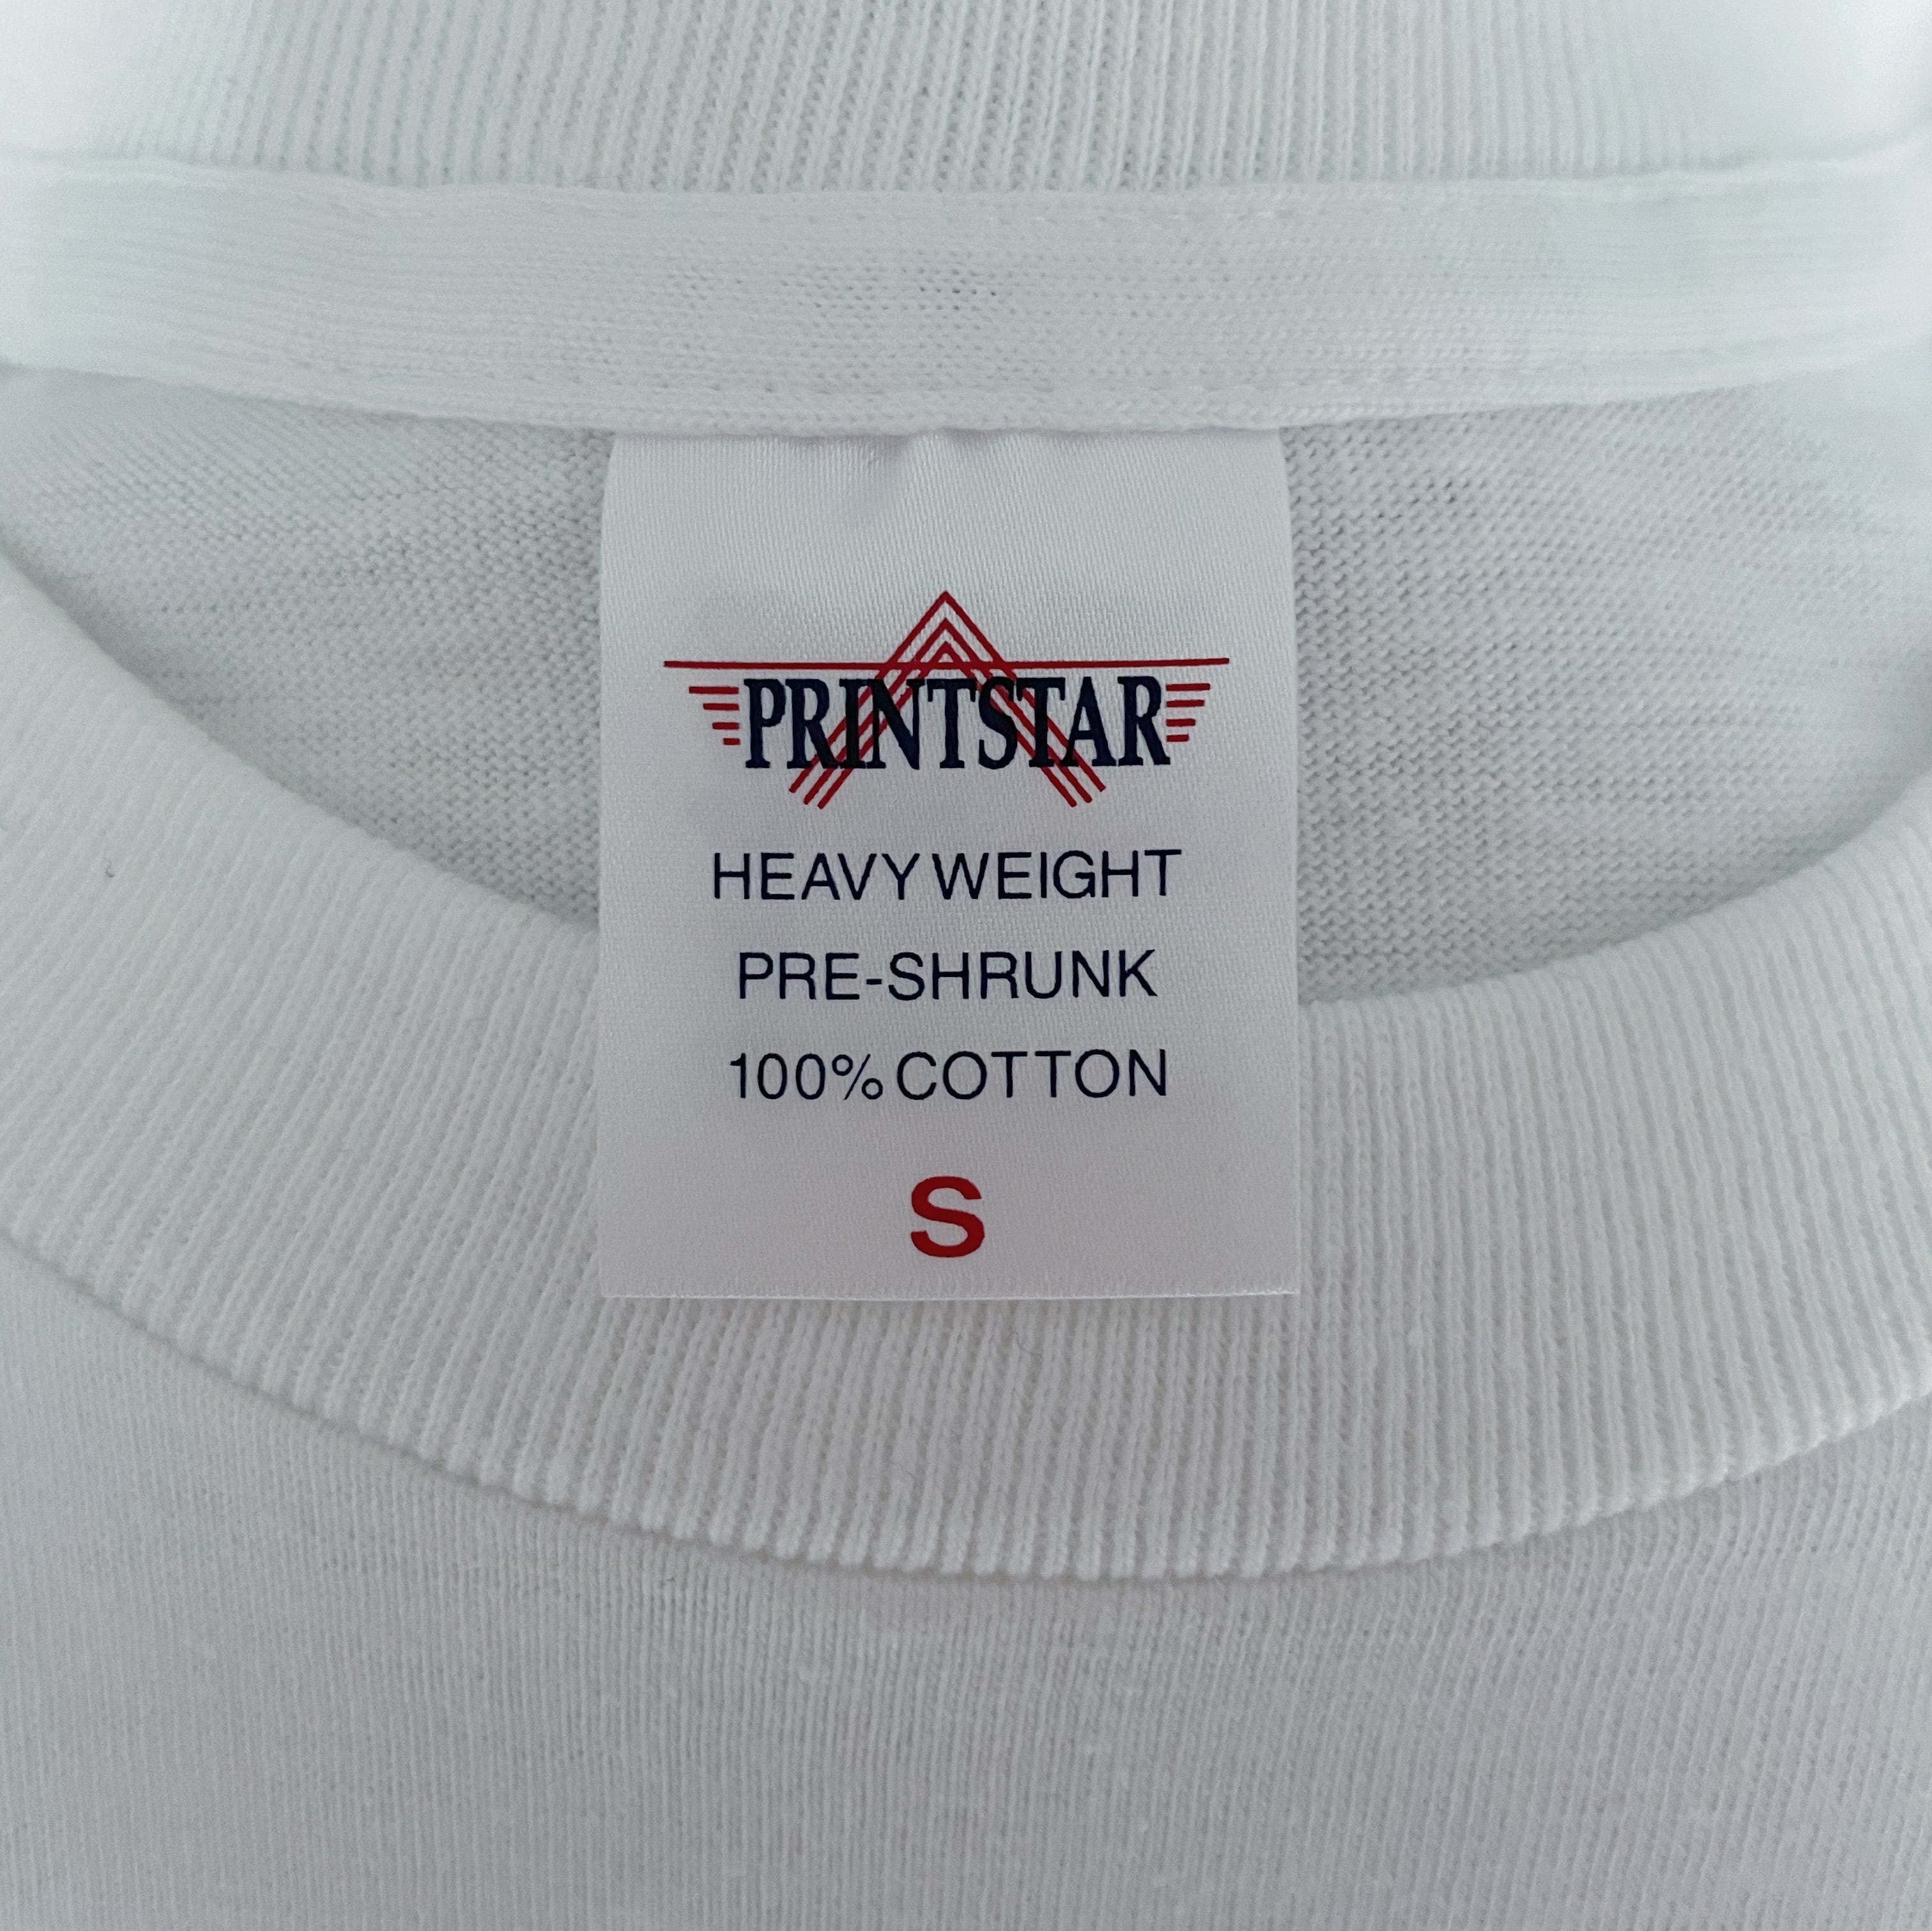 PRINTSTAR
HEAVY WEIGHT
PRE-SHRUNK
100% COTTON
S